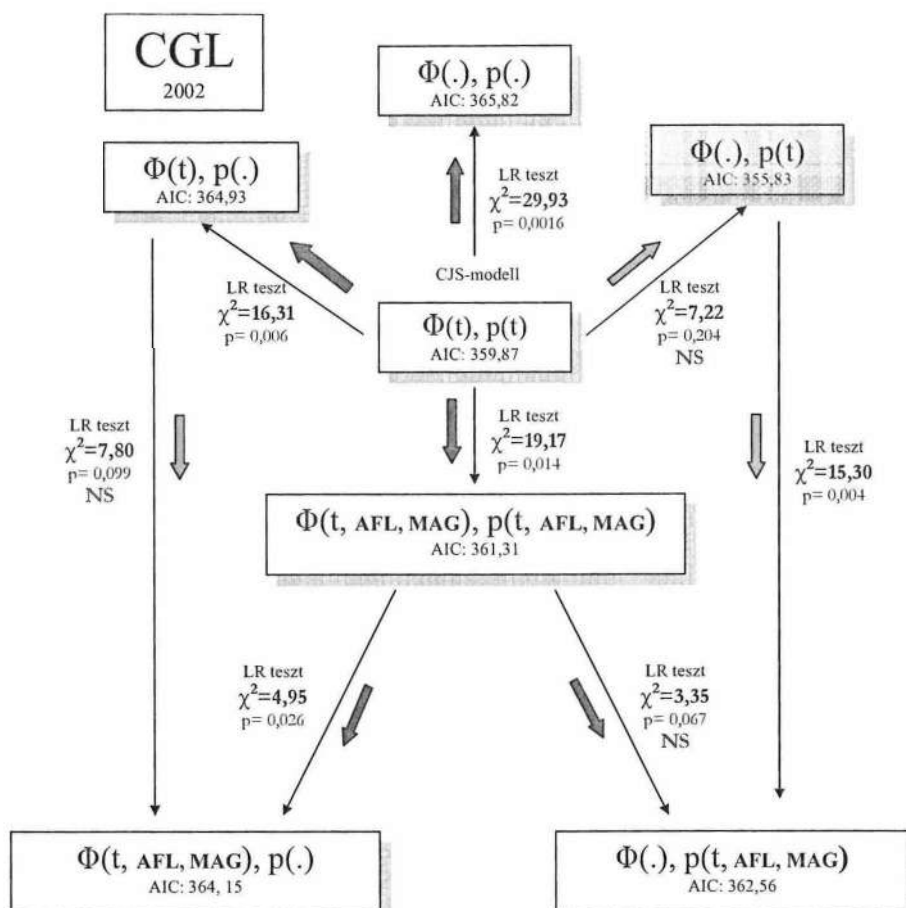 CGL
2002
Φ(.), p(.)
AIC: 365,82
Φ(t), p(.)
AIC: 364,93
Φ(.), p(t)
AIC: 355,83
LR teszt
χ²=29,93
p= 0,0016
CJS-modell
LR teszt
χ²=16,31
p= 0,006
Φ(t), p(t)
AIC: 359,87
LR teszt
χ²=7,22
p= 0,204
NS
LR teszt
χ²=7,80
p= 0,099
NS
LR teszt
χ²=19,17
p= 0,014
LR teszt
χ²=15,30
p= 0,004
Φ(t, AFL, MAG), p(t, AFL, MAG)
AIC: 361,31
LR teszt
χ²=4,95
p= 0,026
LR teszt
χ²=3,35
p= 0,067
NS
Φ(t, AFL, MAG), p(.)
AIC: 364, 15
Φ(.), p(t, AFL, MAG)
AIC: 362,56